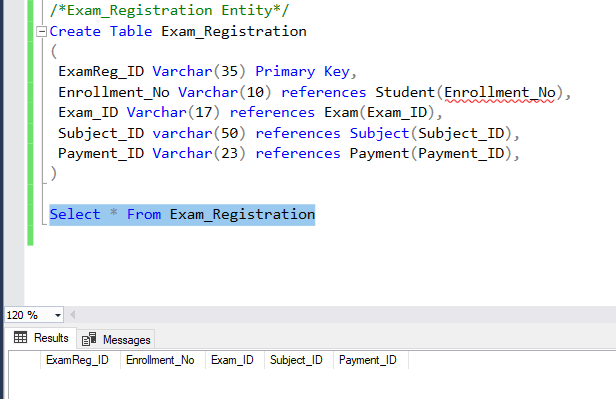 /*Exam_Registration Entity*/
Create Table Exam_Registration
(
ExamReg_ID Varchar(35) Primary Key,
Enrollment_No Varchar(10) references Student(Enrollment_No),
Exam_ID Varchar(17) references Exam(Exam_ID),
Subject_ID varchar(50) references Subject(Subject_ID),
Payment_ID Varchar(23) references Payment(Payment_ID),
)
Select * From Exam_Registration
120 %
Results Messages
ExamReg_ID Enrollment_No Exam_ID Subject_ID Payment_ID